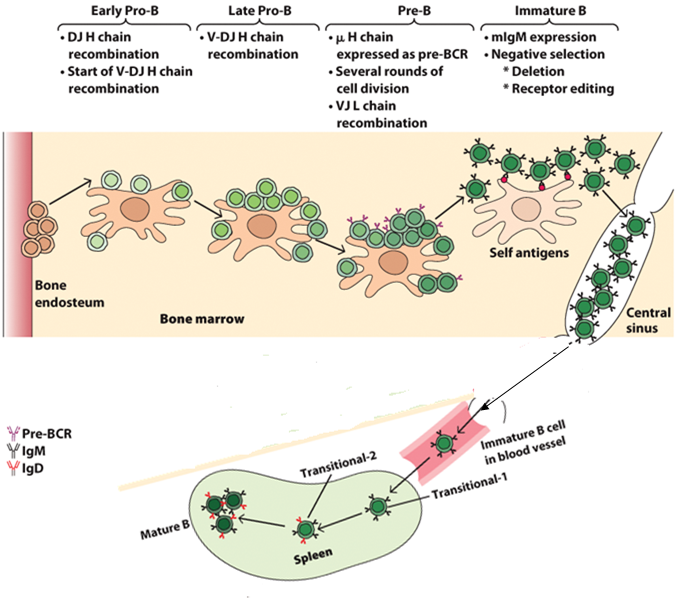 Early Pro-B
Late Pro-B
Pre-B
Immature B
• DJ H chain
recombination
• Start of V-DJ H chain
recombination
• V-DJ H chain
recombination
• μ H chain
expressed as pre-BCR
• Several rounds of
cell division
• VJ L chain
recombination
• mIgM expression
• Negative selection
* Deletion
* Receptor editing
Self antigens
Bone
endosteum
Bone marrow
Central
sinus
Pre-BCR
IgM
IgD
Immature B cell
in blood vessel
Transitional-2
Transitional-1
Mature B
Spleen